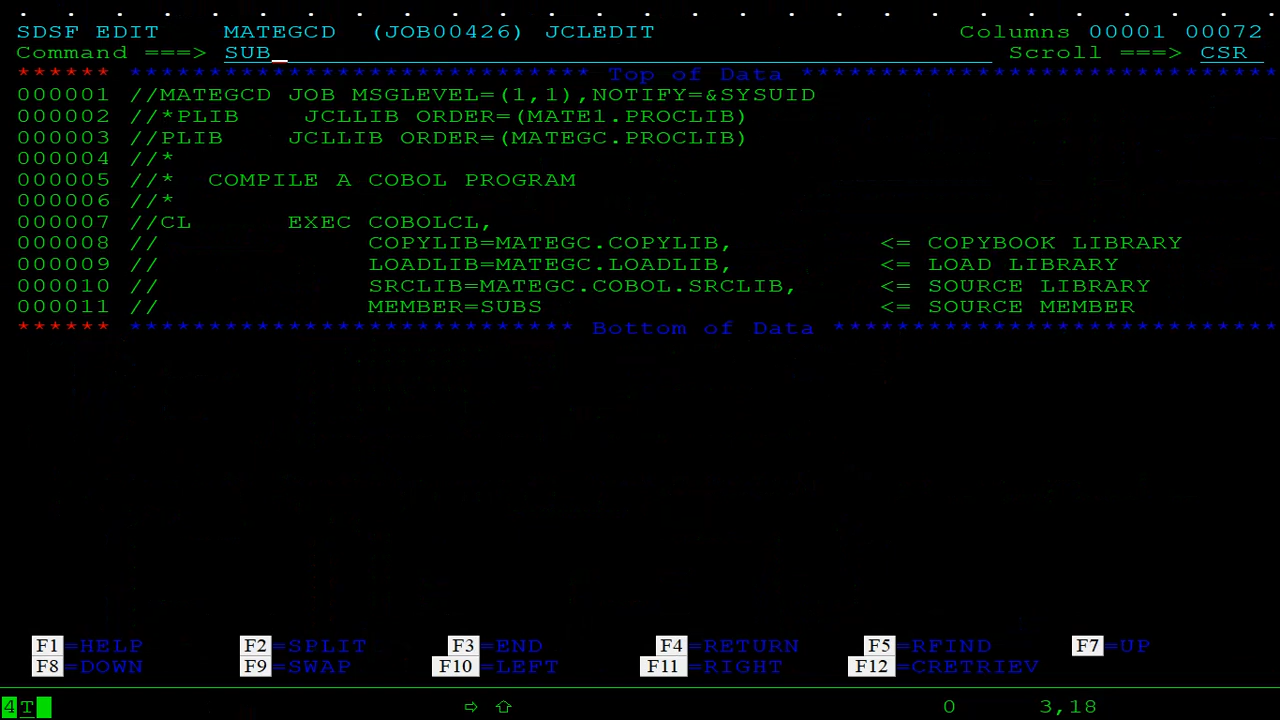 SDSF EDIT    MATEGCD  (JOB00426) JCLEDIT    Columns 00001 00072
Command ===> SUB_    Scroll ===> CSR
****** ***************************** Top of Data ******************************
000001 //MATEGCD JOB MSGLEVEL=(1,1),NOTIFY=&SYSUID
000002 //*PLIB    JCLLIB ORDER=(MATE1.PROCLIB)
000003 //PLIB    JCLLIB ORDER=(MATEGC.PROCLIB)
000004 //*
000005 //*  COMPILE A COBOL PROGRAM
000006 //*
000007 //CL      EXEC COBOLCL,
000008 //             COPYLIB=MATEGC.COPYLIB,         <= COPYBOOK LIBRARY
000009 //             LOADLIB=MATEGC.LOADLIB,         <= LOAD LIBRARY
000010 //             SRCLIB=MATEGC.COBOL.SRCLIB,     <= SOURCE LIBRARY
000011 //             MEMBER=SUBS                     <= SOURCE MEMBER
****** **************************** Bottom of Data ****************************
F1=HELP    F2=SPLIT    F3=END    F4=RETURN    F5=RFIND    F7=UP
F8=DOWN    F9=SWAP    F10=LEFT    F11=RIGHT    F12=CRETRIEV
4T    ⇨ ⇧    0    3,18